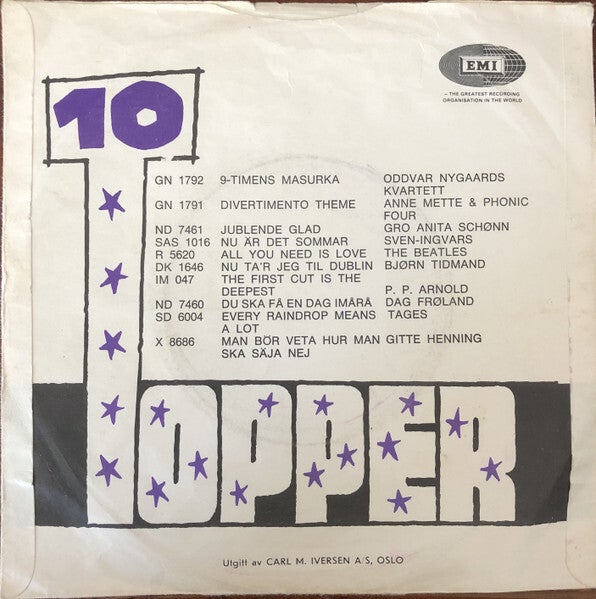 10
EMI
– THE GREATEST RECORDING
ORGANISATION IN THE WORLD
GN 1792 9-TIMENS MASURKA ODDVAR NYGAARDS
KVARTETT
GN 1791 DIVERTIMENTO THEME ANNE METTE & PHONIC
FOUR
ND 7461 JUBLENDE GLAD GRO ANITA SCHØNN
SAS 1016 NU ÄR DET SOMMAR SVEN-INGVARS
R 5620 ALL YOU NEED IS LOVE THE BEATLES
DK 1646 NU TA'R JEG TIL DUBLIN BJØRN TIDMAND
IM 047 THE FIRST CUT IS THE
DEEPEST P. P. ARNOLD
ND 7460 DU SKA FÅ EN DAG IMÅRÅ DAG FRØLAND
SD 6004 EVERY RAINDROP MEANS TAGES
A LOT
X 8686 MAN BÖR VETA HUR MAN GITTE HENNING
SKA SÄJA NEJ
TOPPER
Utgitt av CARL M. IVERSEN A/S, OSLO